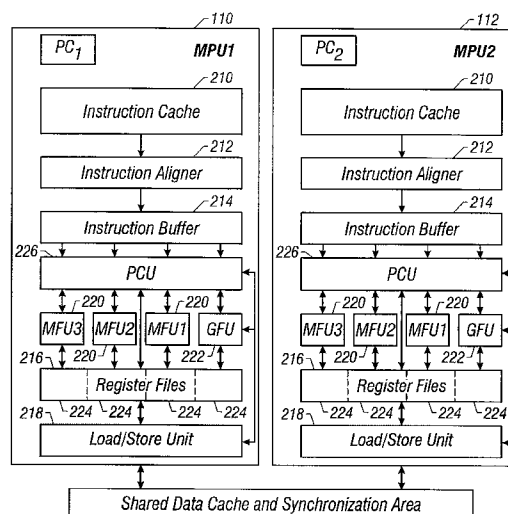 110
PC1
MPU1
210
Instruction Cache
212
Instruction Aligner
214
Instruction Buffer
226
PCU
220
220
MFU3
MFU2
MFU1
GFU
220
222
216
Register Files
224
224
224
224
218
Load/Store Unit
112
PC2
MPU2
210
Instruction Cache
212
Instruction Aligner
214
Instruction Buffer
226
PCU
220
220
MFU3
MFU2
MFU1
GFU
220
222
216
Register Files
224
224
224
224
218
Load/Store Unit
Shared Data Cache and Synchronization Area